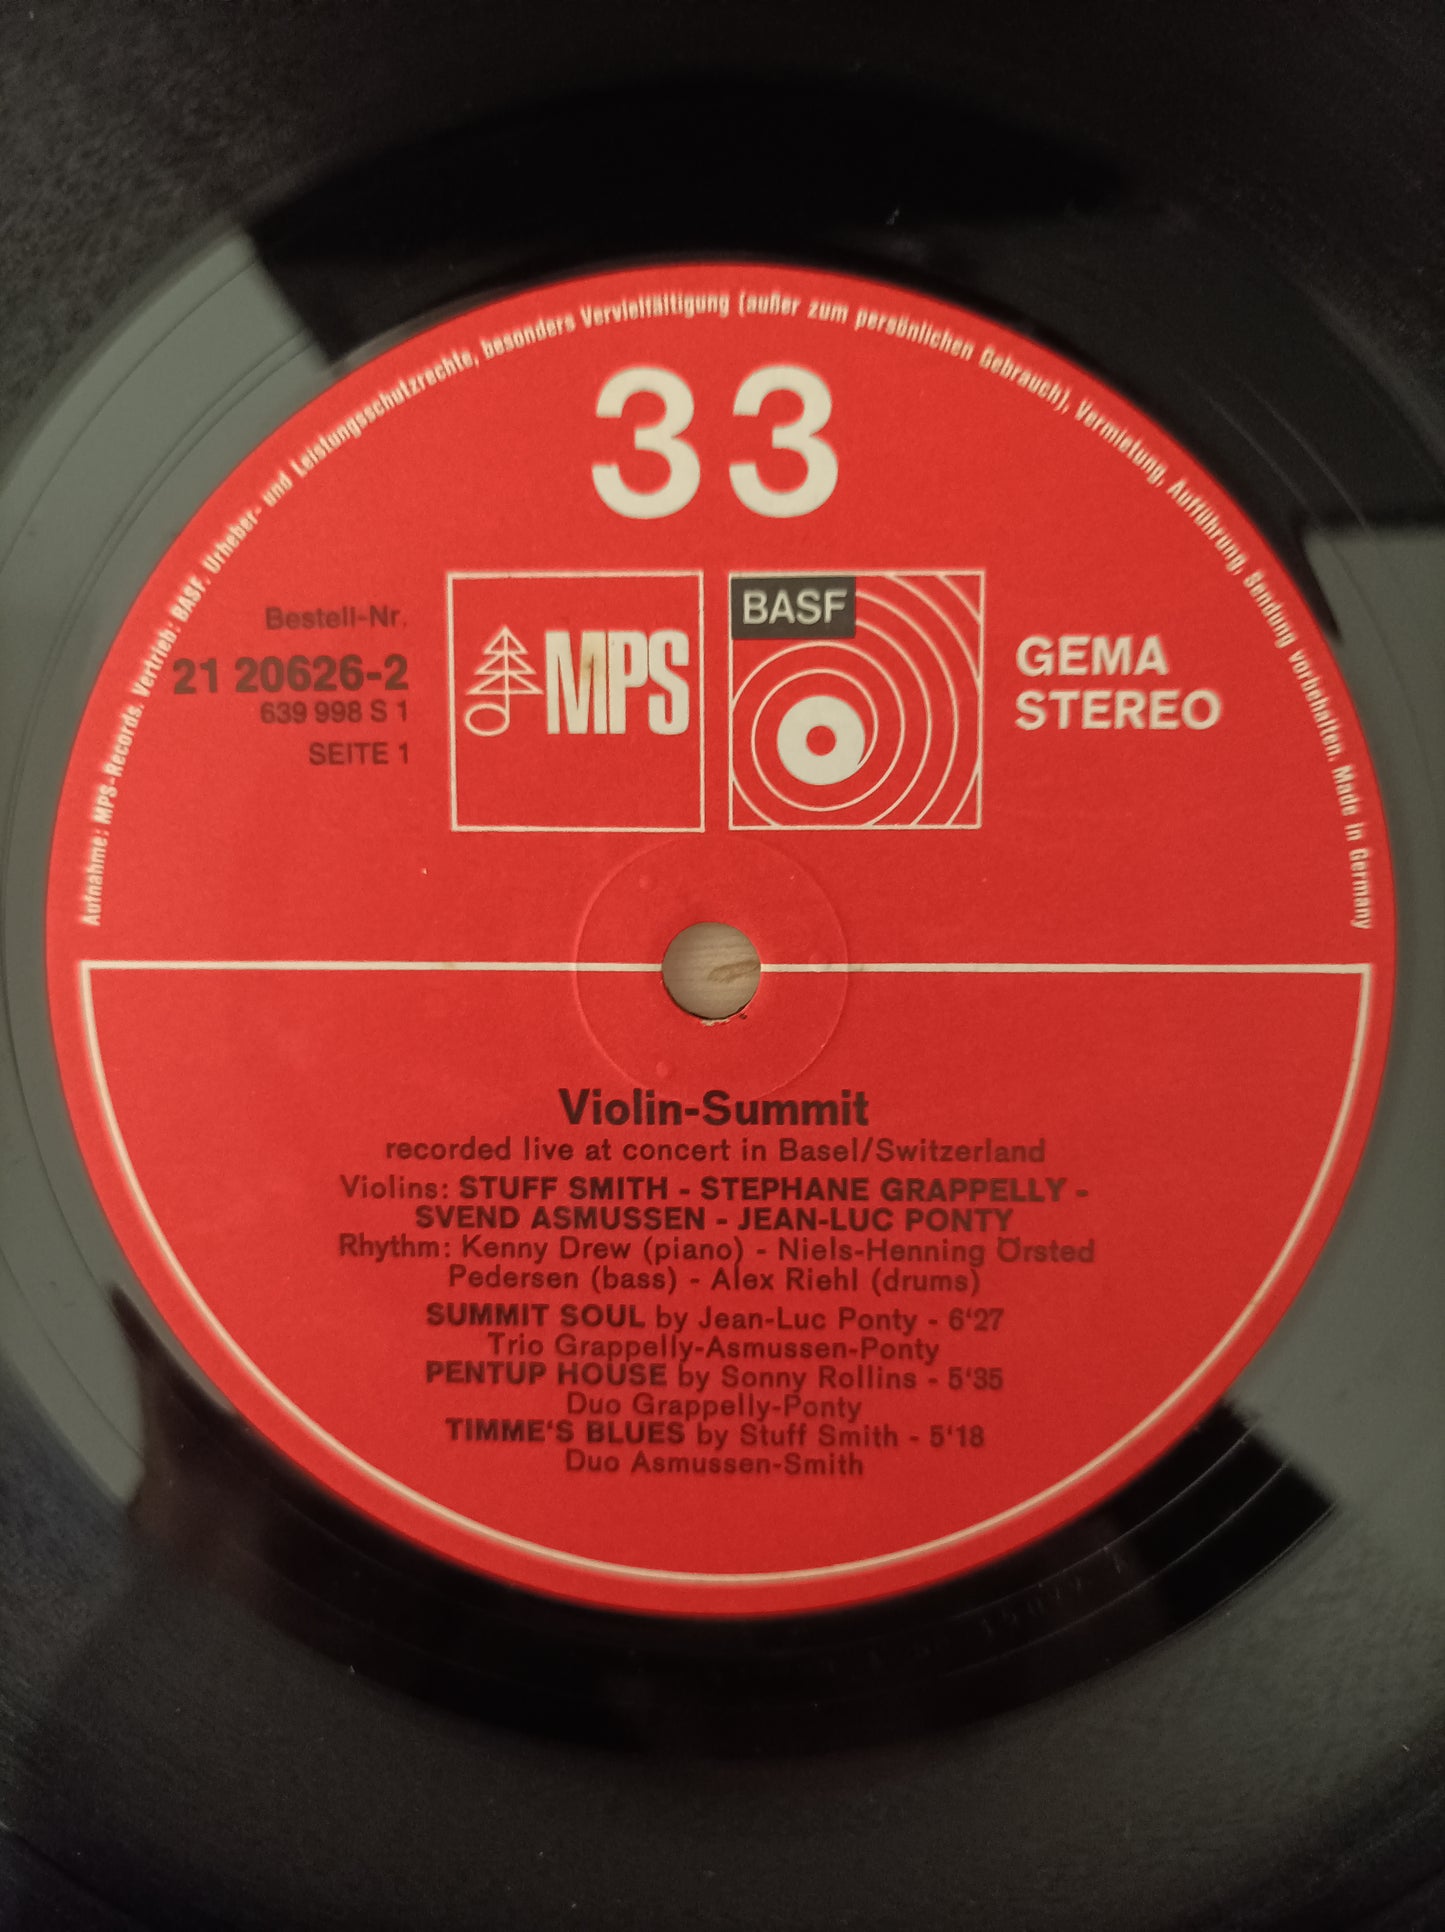 Aufnahme: MPS-Records. Vertrieb: BASF. Urheber- und Leistungsschutzrechte, besonders Vervielfältigung (außer zum persönlichen Gebrauch), Vermietung, Aufführung, Sendung vorbehalten. Made in Germany
33
Bestell-Nr.
21 20626-2
639 998 S 1
SEITE 1
MPS
BASF
GEMA
STEREO
Violin-Summit
recorded live at concert in Basel/Switzerland
Violins: STUFF SMITH - STEPHANE GRAPPELLY -
SVEND ASMUSSEN - JEAN-LUC PONTY
Rhythm: Kenny Drew (piano) - Niels-Henning Örsted
Pedersen (bass) - Alex Riehl (drums)
SUMMIT SOUL by Jean-Luc Ponty - 6'27
Trio Grappelly-Asmussen-Ponty
PENTUP HOUSE by Sonny Rollins - 5'35
Duo Grappelly-Ponty
TIMME'S BLUES by Stuff Smith - 5'18
Duo Asmussen-Smith